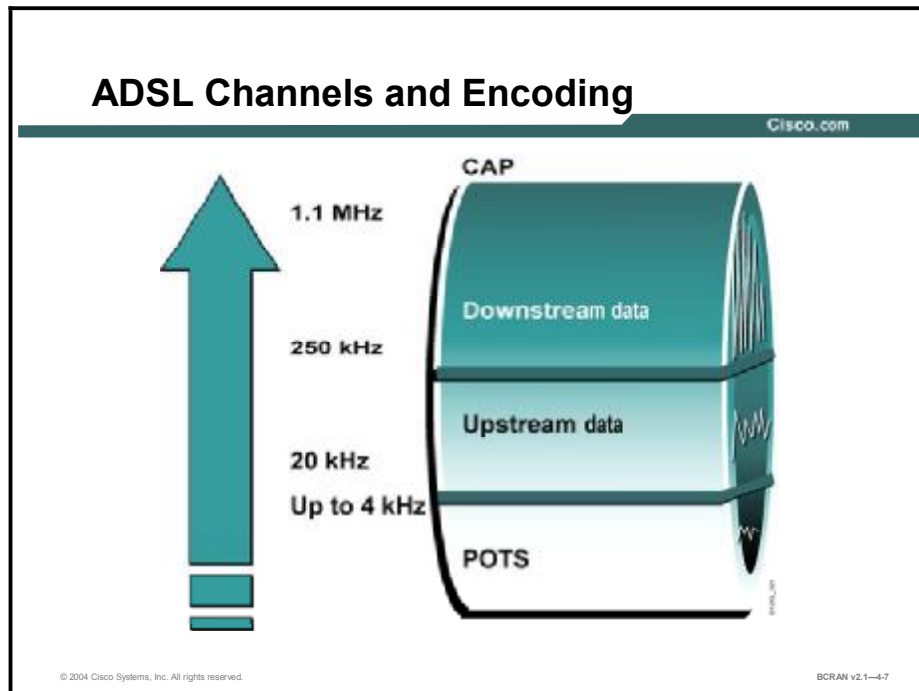 ADSL Channels and Encoding
Cisco.com
CAP
1.1 MHz
Downstream data
250 kHz
Upstream data
20 kHz
Up to 4 kHz
POTS
© 2004 Cisco Systems, Inc. All rights reserved.
BCRAN v2.1—4-7